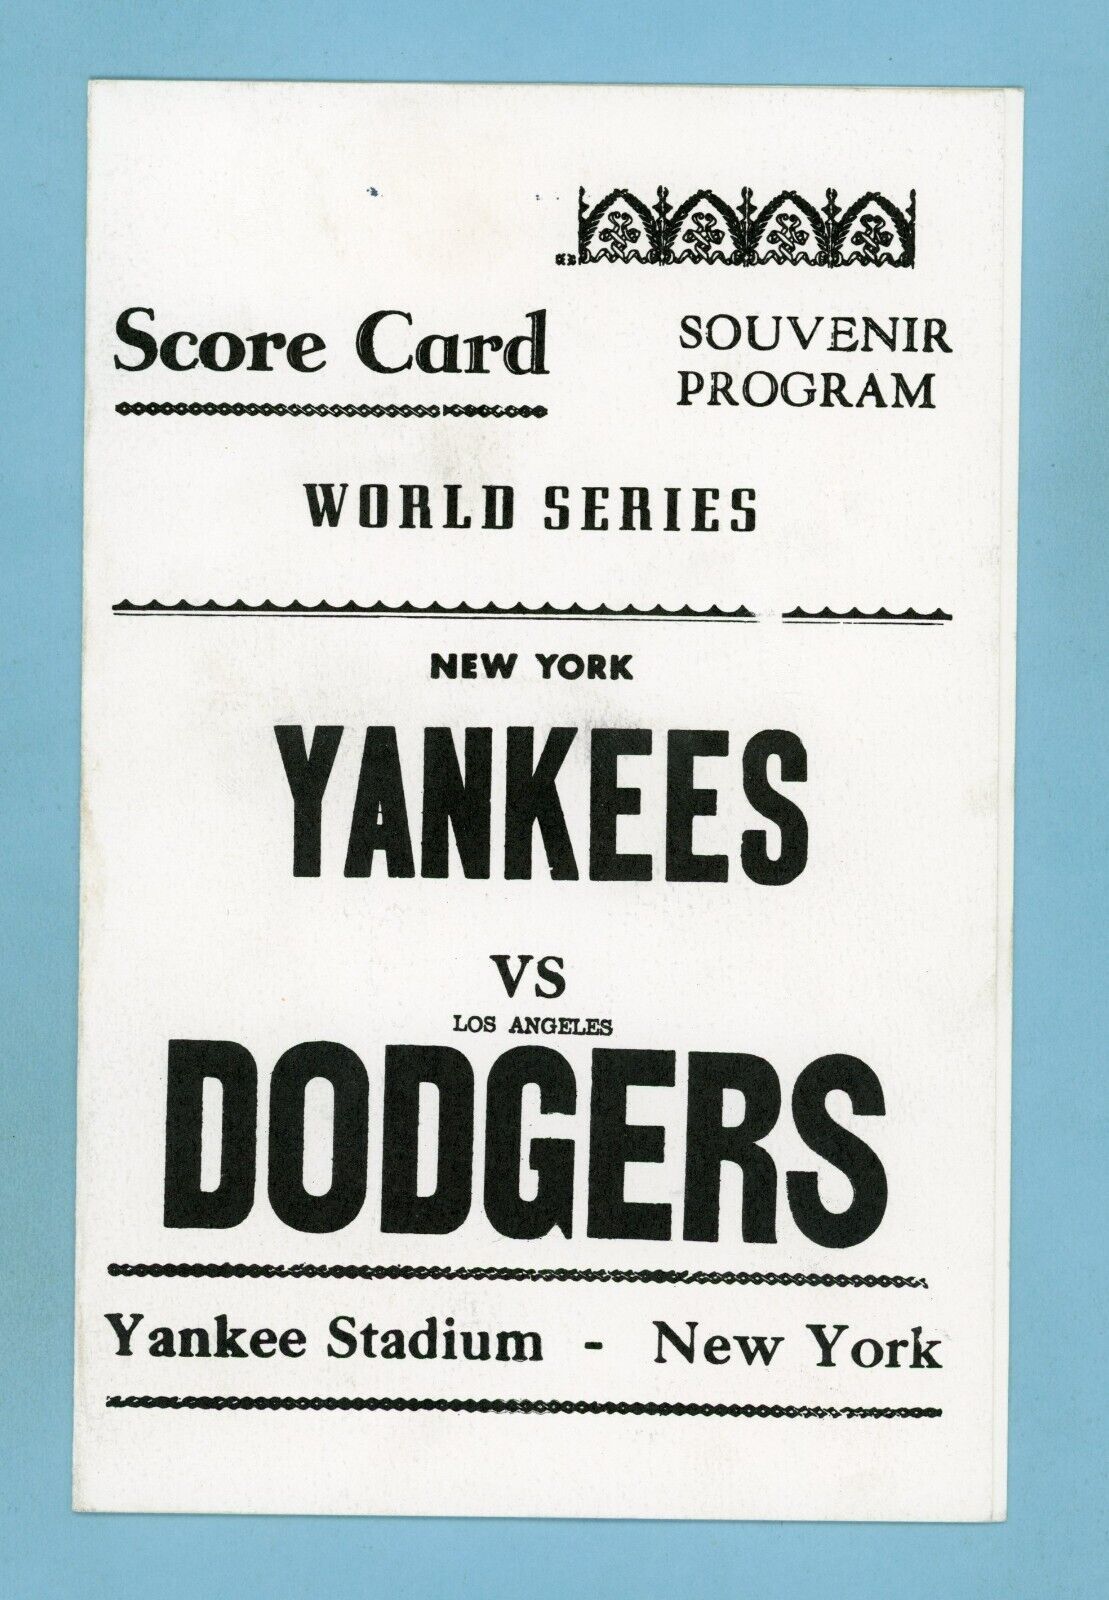 Score Card
SOUVENIR
PROGRAM
WORLD SERIES
NEW YORK
YANKEES
VS
LOS ANGELES
DODGERS
Yankee Stadium - New York